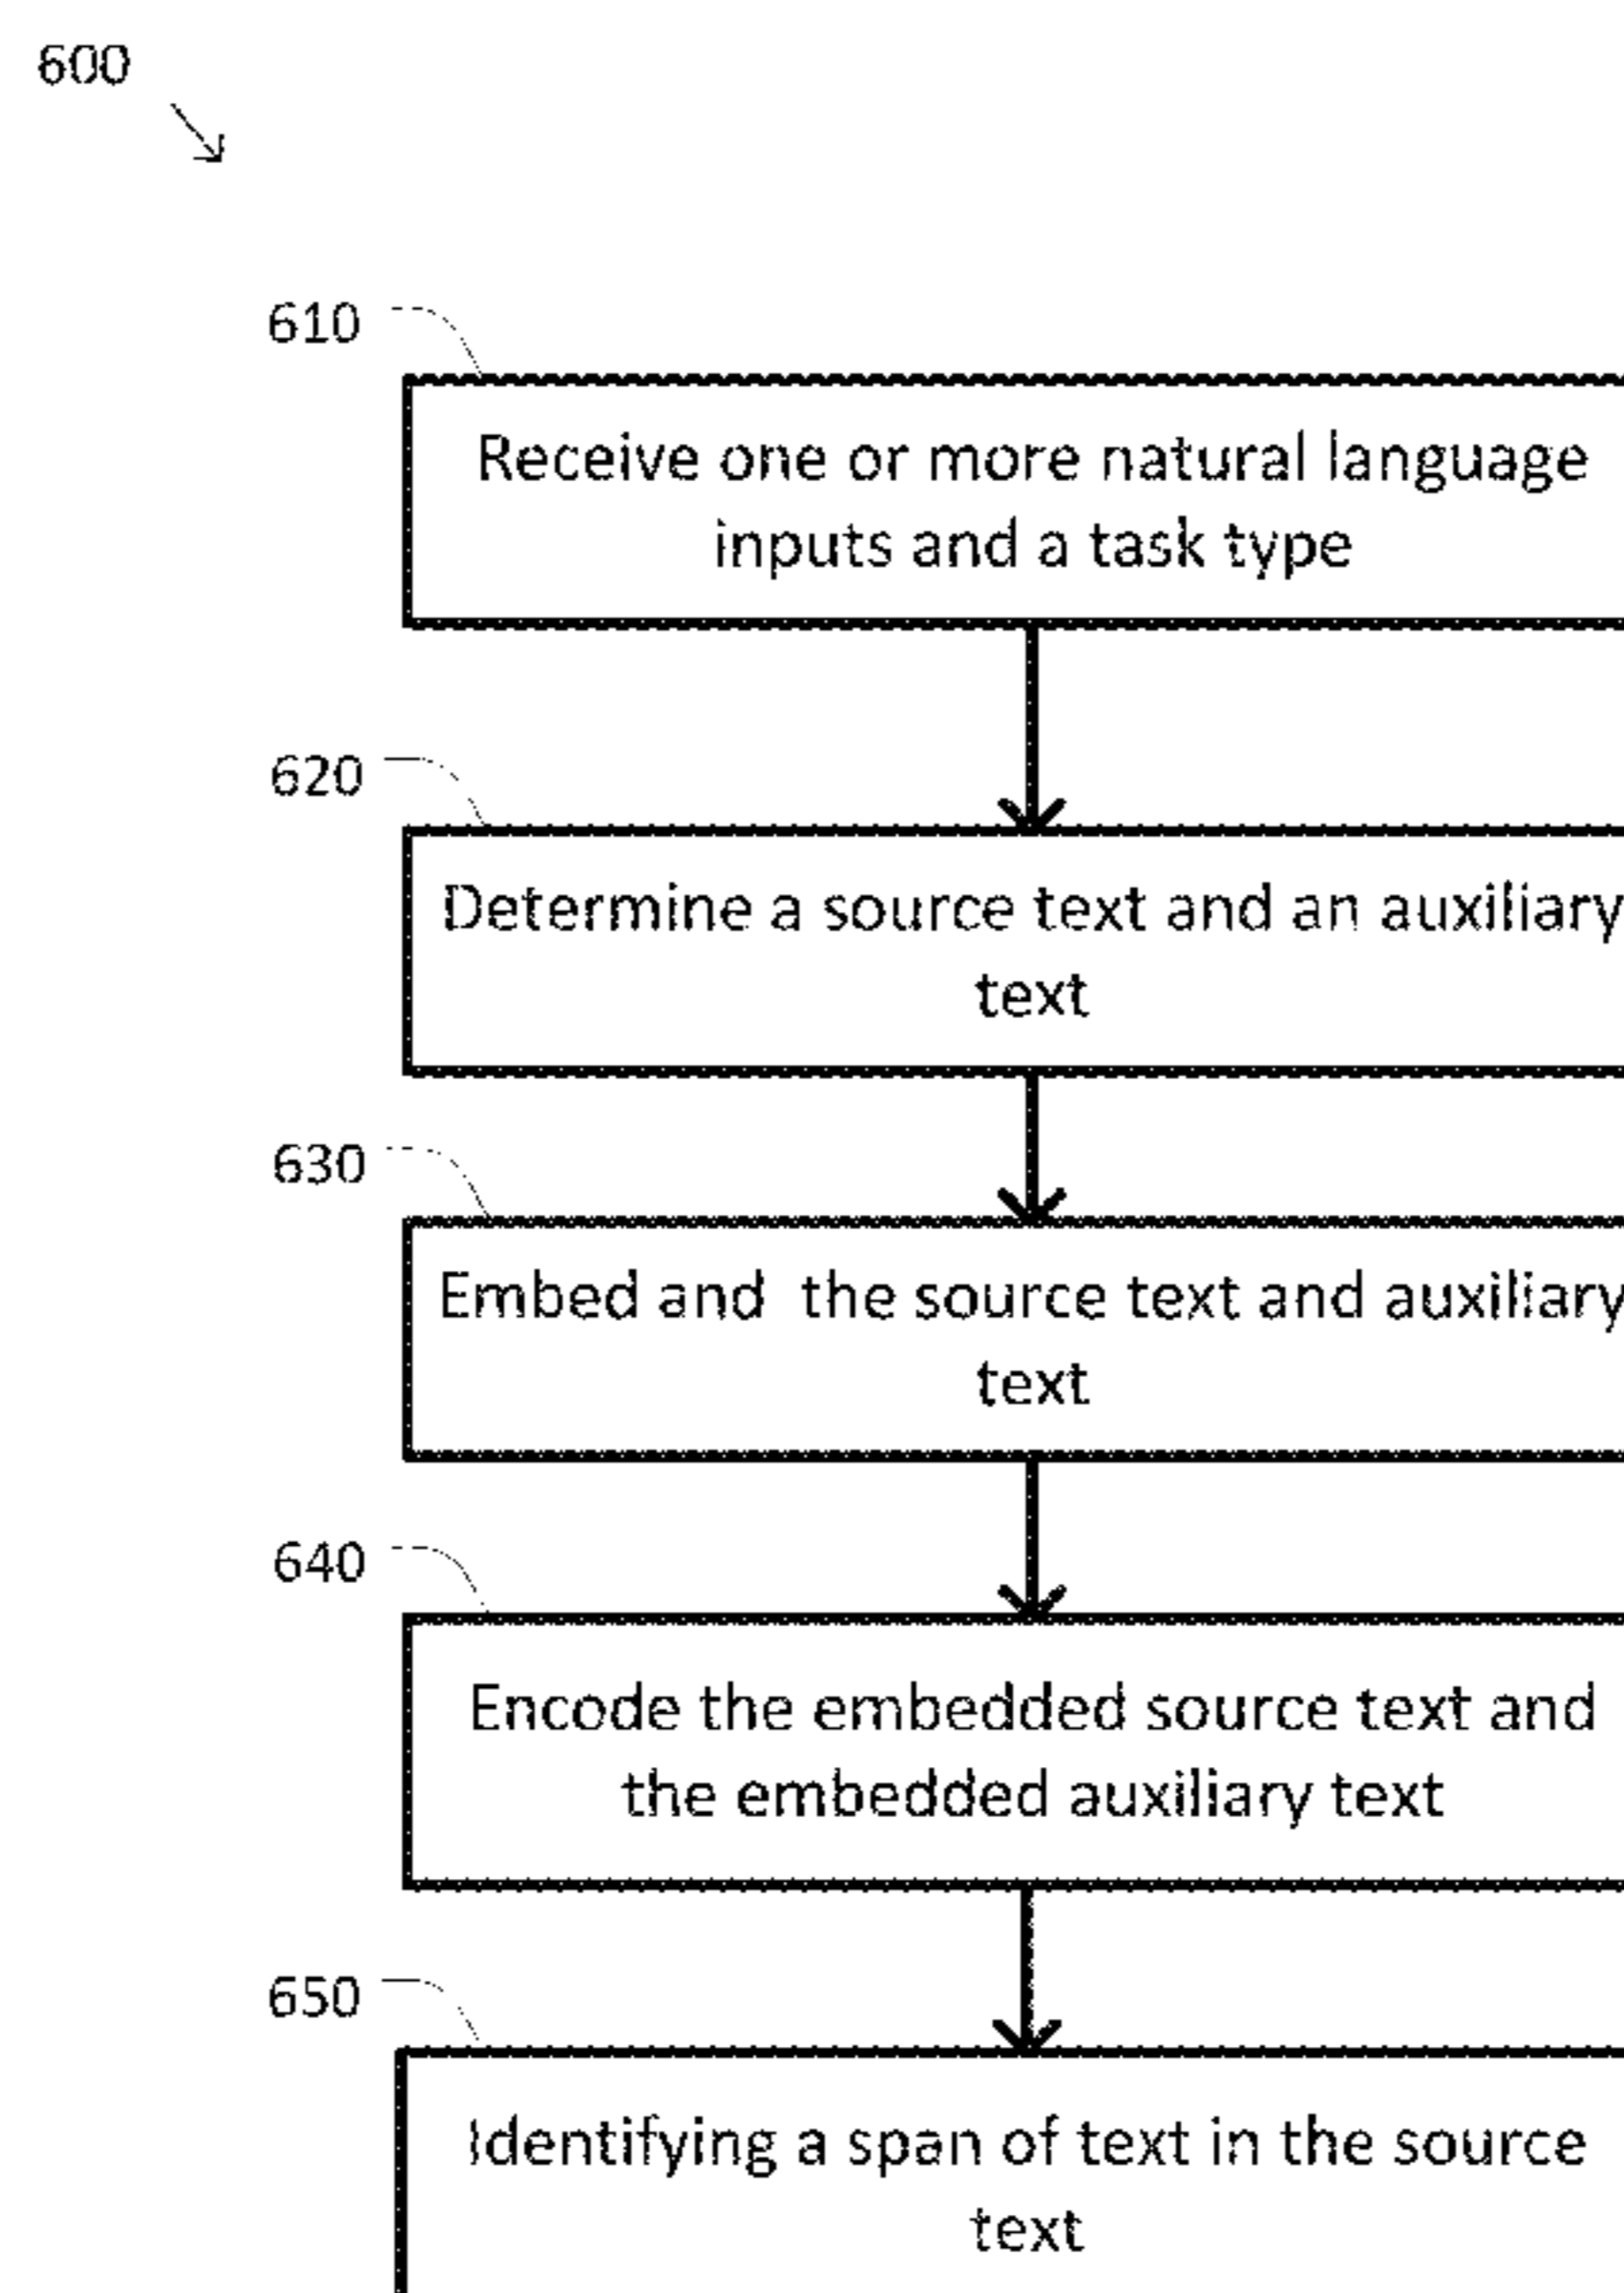 600
610
Receive one or more natural language
inputs and a task type
620
Determine a source text and an auxiliary
text
630
Embed and  the source text and auxiliary
text
640
Encode the embedded source text and
the embedded auxiliary text
650
Identifying a span of text in the source
text